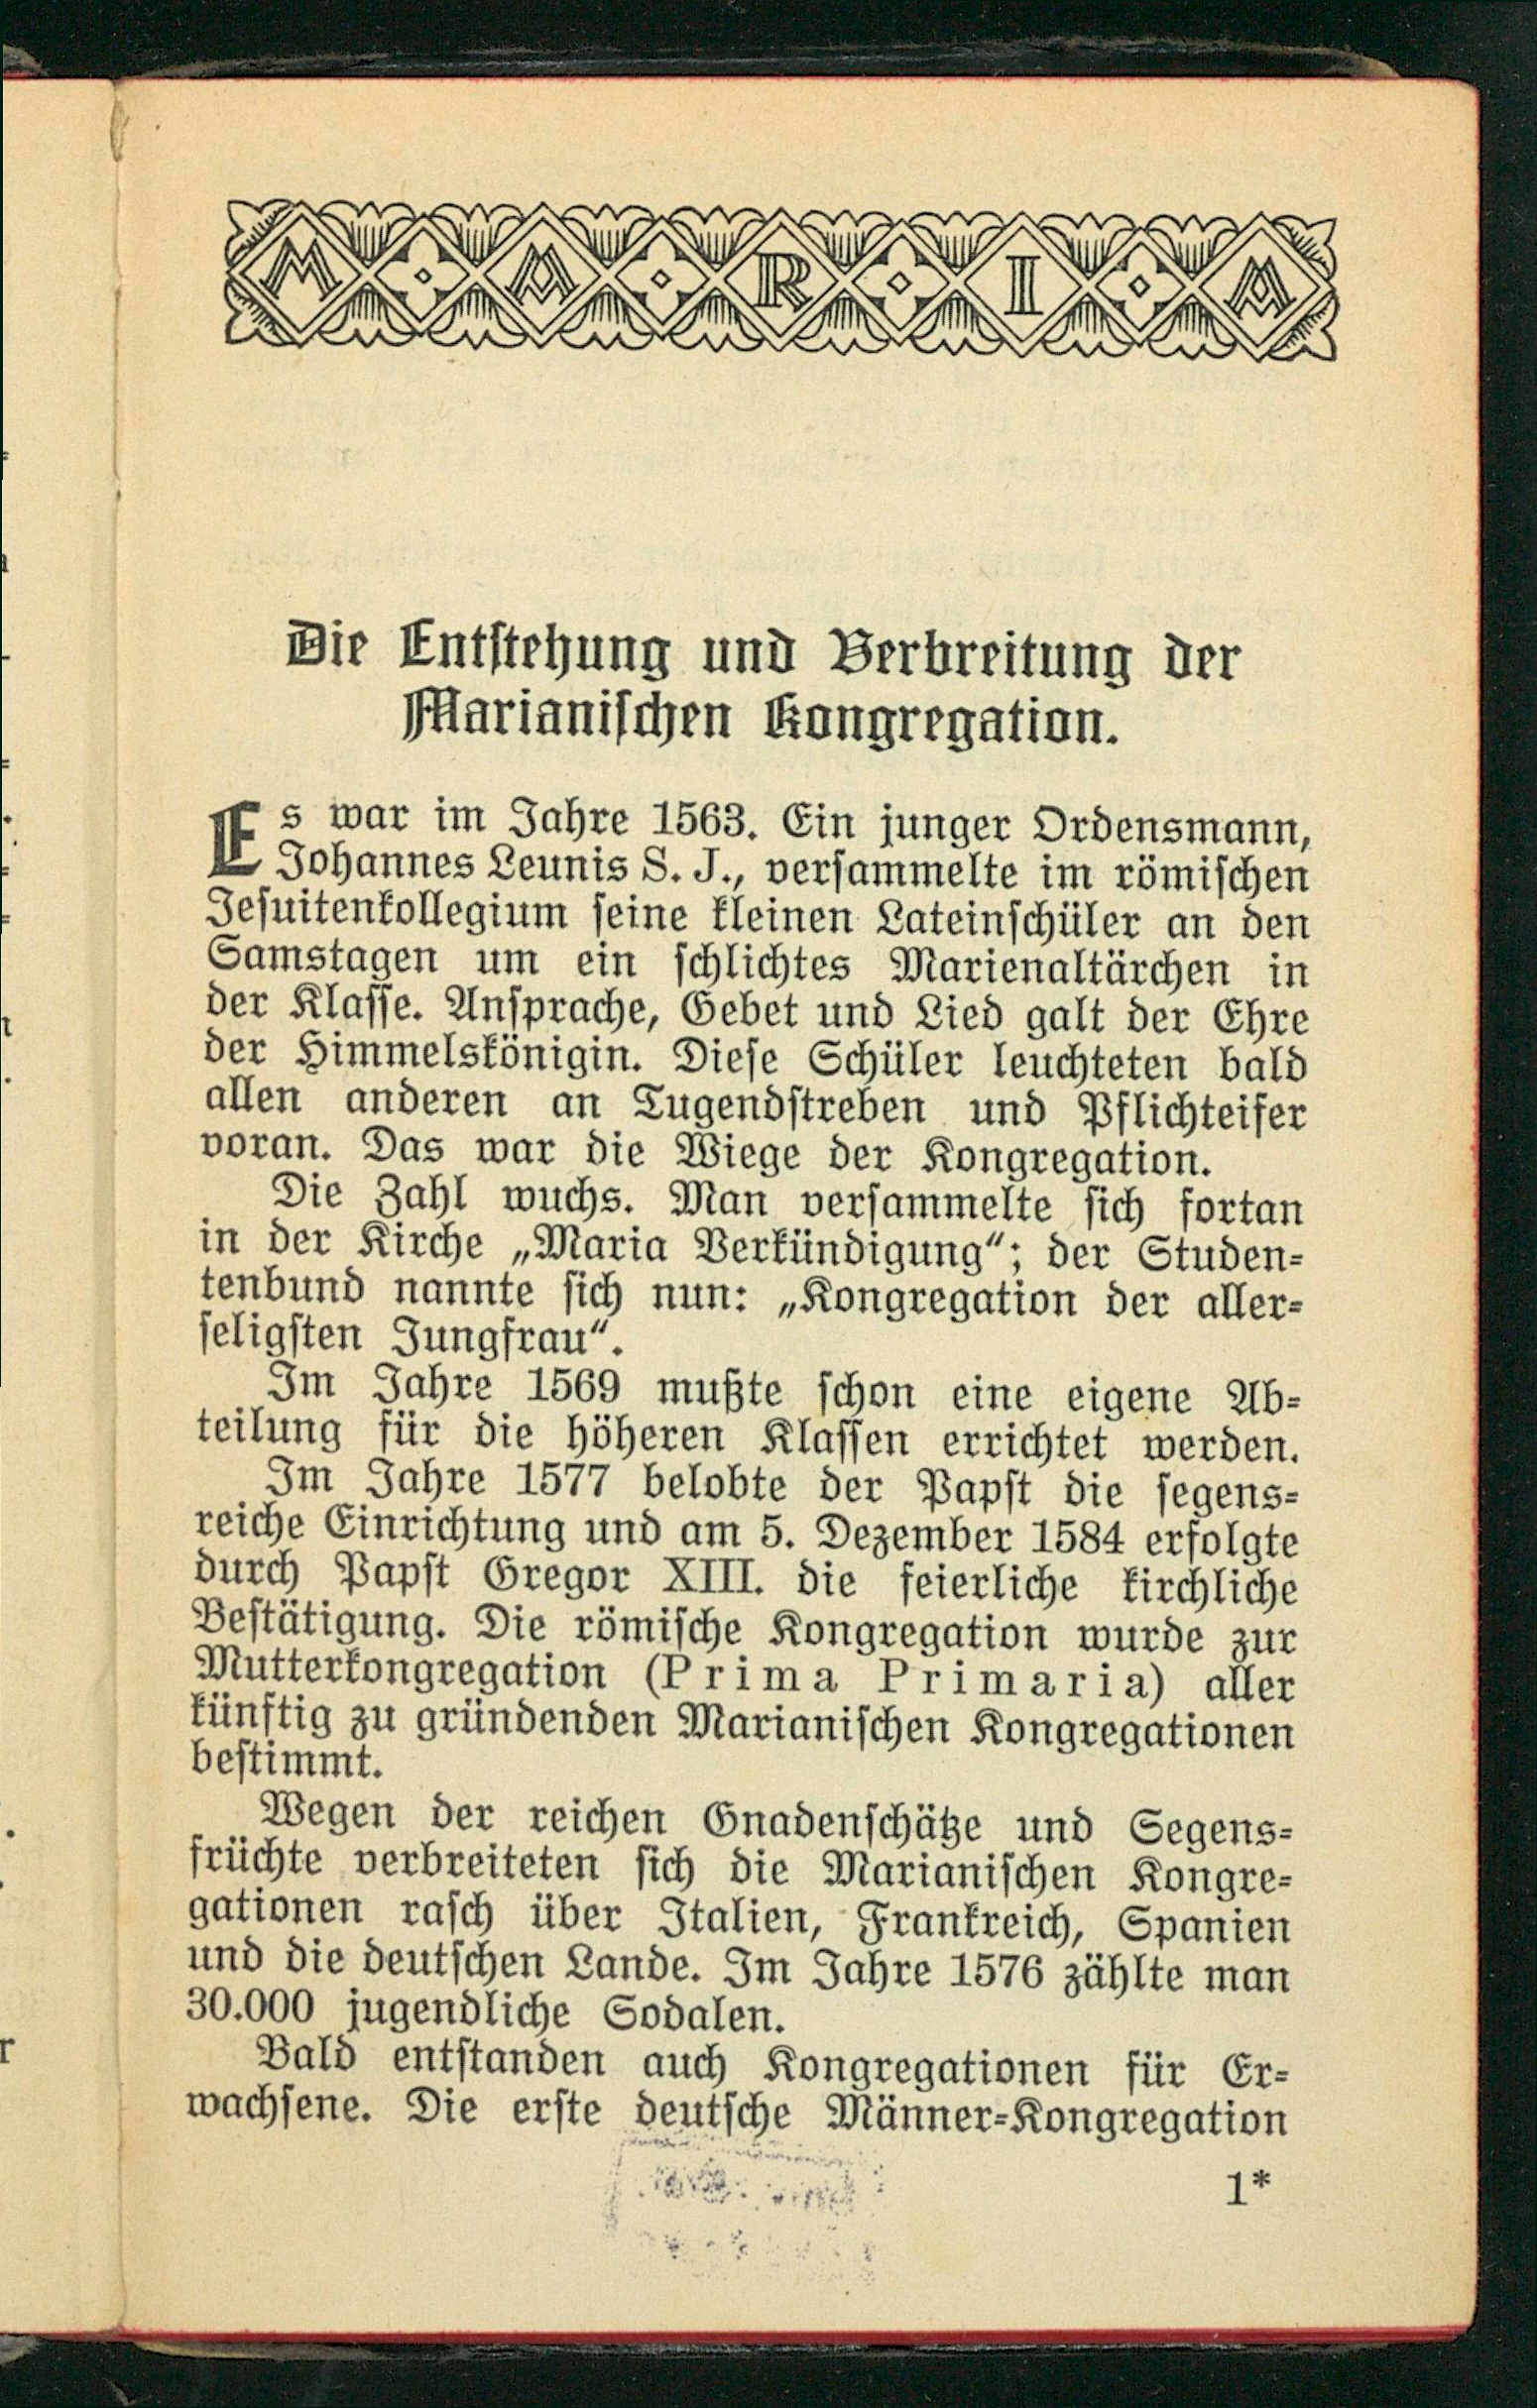 M A R I A
Die Entstehung und Verbreitung der
Marianischen Kongregation.
Es war im Jahre 1563. Ein junger Ordensmann,
Johannes Leunis S. J., versammelte im römischen
Jesuitenkollegium seine kleinen Lateinschüler an den
Samstagen um ein schlichtes Marienaltärchen in
der Klasse. Ansprache, Gebet und Lied galt der Ehre
der Himmelskönigin. Diese Schüler leuchteten bald
allen anderen an Tugendstreben und Pflichteifer
voran. Das war die Wiege der Kongregation.
Die Zahl wuchs. Man versammelte sich fortan
in der Kirche „Maria Verkündigung“; der Studen-
tenbund nannte sich nun: „Kongregation der aller-
seligsten Jungfrau“.
Im Jahre 1569 mußte schon eine eigene Ab-
teilung für die höheren Klassen errichtet werden.
Im Jahre 1577 belobte der Papst die segens-
reiche Einrichtung und am 5. Dezember 1584 erfolgte
durch Papst Gregor XIII. die feierliche kirchliche
Bestätigung. Die römische Kongregation wurde zur
Mutterkongregation (Prima Primaria) aller
künftig zu gründenden Marianischen Kongregationen
bestimmt.
Wegen der reichen Gnadenschätze und Segens-
früchte verbreiteten sich die Marianischen Kongre-
gationen rasch über Italien, Frankreich, Spanien
und die deutschen Lande. Im Jahre 1576 zählte man
30.000 jugendliche Sodalen.
Bald entstanden auch Kongregationen für Er-
wachsene. Die erste deutsche Männer-Kongregation
1*